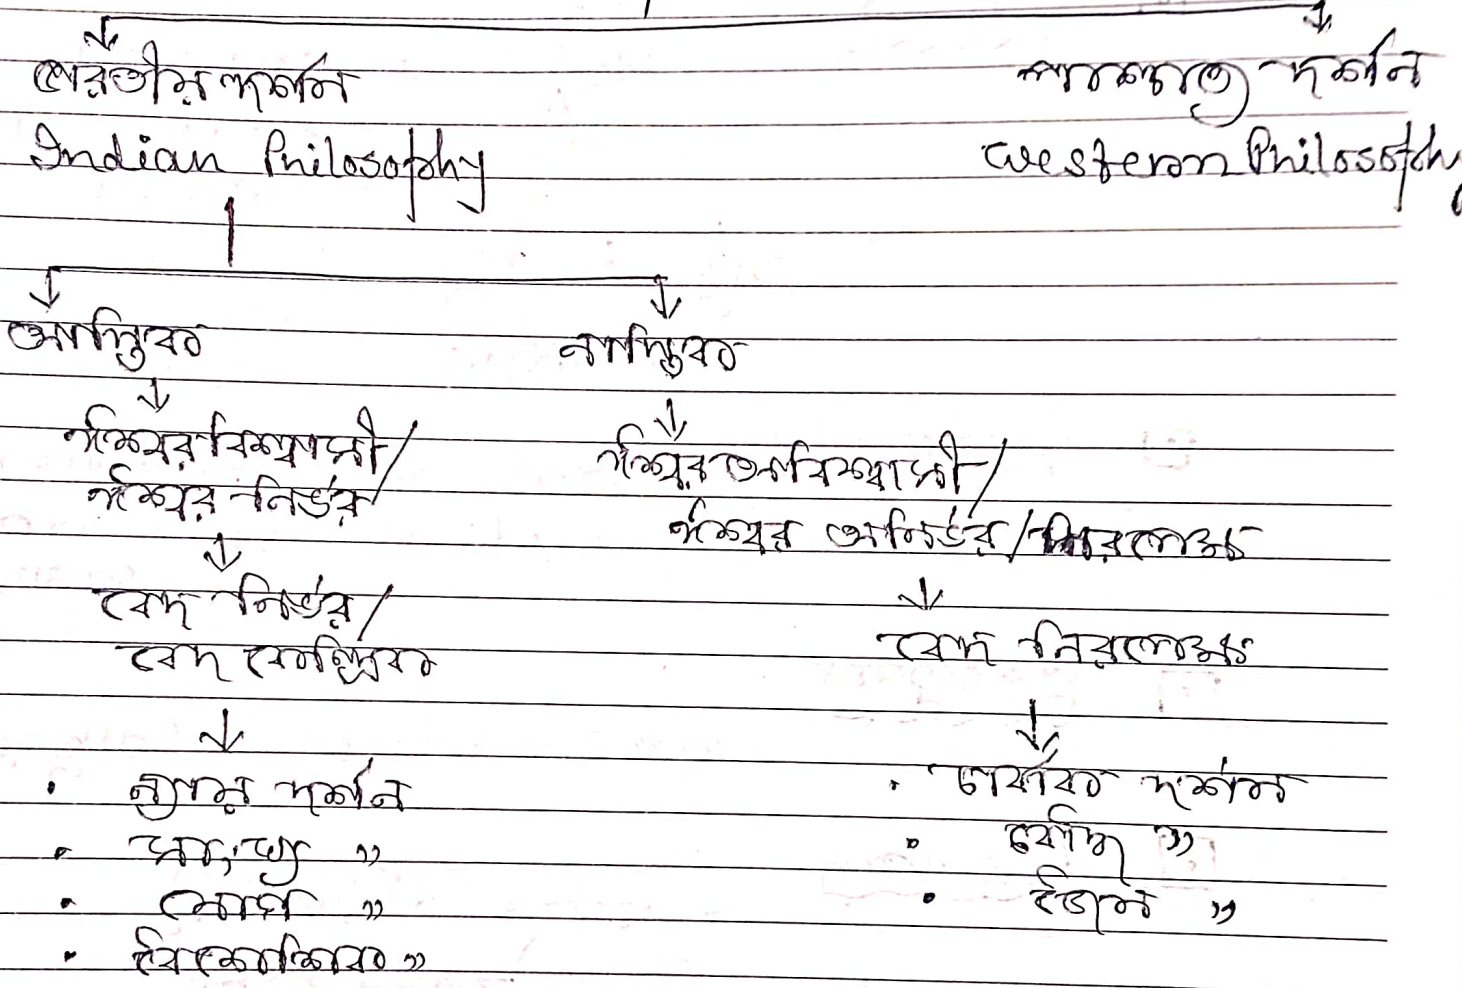 ভারতীয় দর্শন
পাশ্চাত্ত্য দর্শন
Indian Philosophy
Western Philosophy
আস্তিক
নাস্তিক
ঈশ্বর বিশ্বাসী/
ঈশ্বর অবিশ্বাসী/
ঈশ্বর নির্ভর
ঈশ্বর অনির্ভর/নিরপেক্ষ
বেদ নির্ভর/
বেদ কেন্দ্রিক
বেদ নিরপেক্ষ
• ন্যায় দর্শন
• চার্বাক দর্শন
• সাংখ্য ”
• বৌদ্ধ ”
• যোগ ”
• জৈন ”
• বৈশেষিক ”